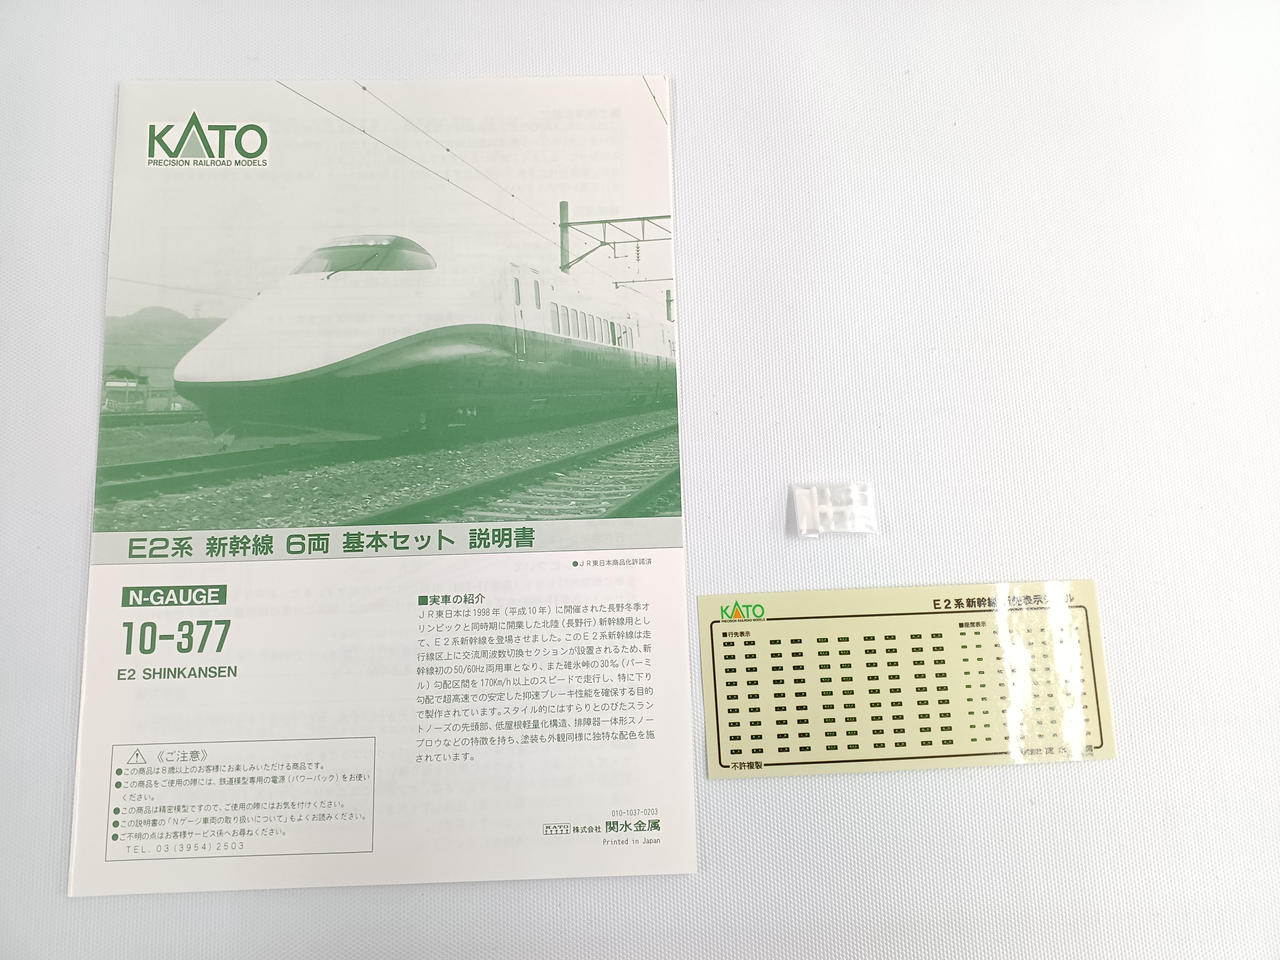 KATO
PRECISION RAILROAD MODELS
E2系 新幹線 6両 基本セット 説明書
●JR東日本商品化許諾済
N-GAUGE
10-377
E2 SHINKANSEN
■実車の紹介
JR東日本は1998年(平成10年)に開催された長野冬季オ
リンピックと同時期に開業した北陸(長野行)新幹線用とし
て、E2系新幹線を登場させました。このE2系新幹線は走
行線区上に交流周波数切換セクションが設置されるため、新
幹線初の50/60Hz両用車となり、また碓氷峠の30‰(パーミ
ル)勾配区間を170Km/h以上のスピードで走行し、特に下り
勾配で超高速での安定した抑速ブレーキ性能を確保する目的
で製作されています。スタイル的にはすらりとのびたスラン
トノーズの先頭部、低屋根軽量化構造、排障器一体形スノー
プロウなどの特徴を持ち、塗装も外観同様に独特な配色を施
されています。
《ご注意》
●この商品は8歳以上のお客様にお楽しみいただける商品です。
●この商品をご使用の際には、鉄道模型専用の電源(パワーパック)をお使い
ください。
●この商品は精密模型ですので、ご使用の際にはお気を付けください。
●この説明書の「Nゲージ車両の取り扱いについて」もよくお読みください。
●ご不明の点はお客様サービス係へお尋ねください。
TEL.03(3954)2503
010-1037-0203
KATO 株式会社 関水金属
Printed in Japan
KATO
PRECISION RAILROAD MODELS
E2系新幹線 行先表示シール
■行先表示
■座席表示
不許複製